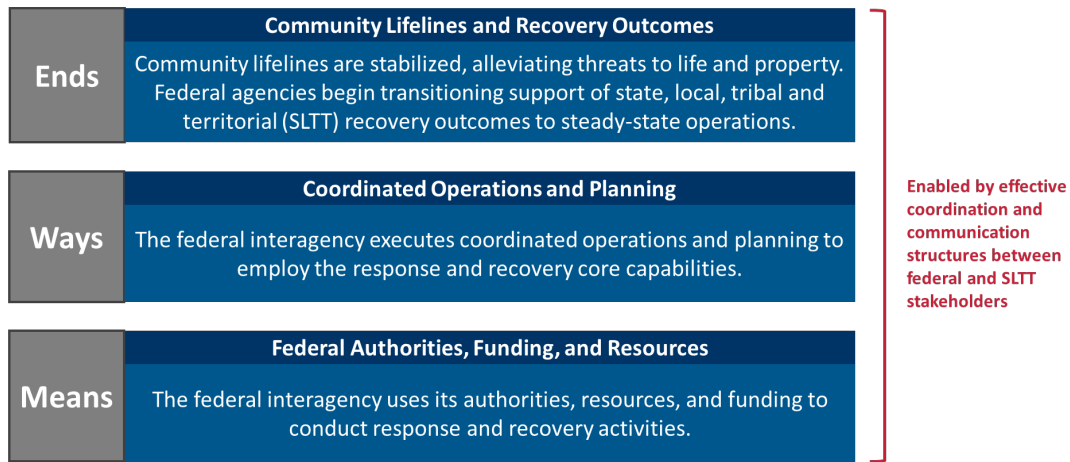 Ends
Community Lifelines and Recovery Outcomes
Community lifelines are stabilized, alleviating threats to life and property.
Federal agencies begin transitioning support of state, local, tribal and
territorial (SLTT) recovery outcomes to steady-state operations.
Ways
Coordinated Operations and Planning
The federal interagency executes coordinated operations and planning to
employ the response and recovery core capabilities.
Means
Federal Authorities, Funding, and Resources
The federal interagency uses its authorities, resources, and funding to
conduct response and recovery activities.
Enabled by effective
coordination and
communication
structures between
federal and SLTT
stakeholders